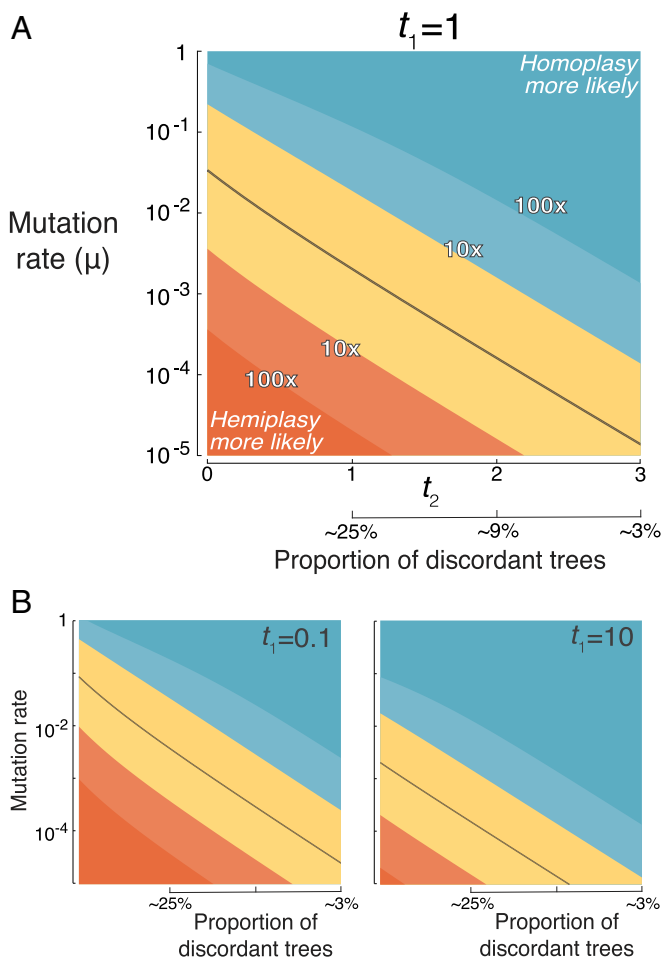 A
t₁=1
1
10⁻¹
10⁻²
10⁻³
10⁻⁴
10⁻⁵
Mutation
rate (μ)
Homoplasy
more likely
100x
10x
10x
100x
Hemiplasy
more likely
0
1
2
3
t₂
~25%
~9%
~3%
Proportion of discordant trees
B
t₁=0.1
t₁=10
1
10⁻²
10⁻⁴
Mutation rate
~25%
~3%
~25%
~3%
Proportion of
discordant trees
Proportion of
discordant trees